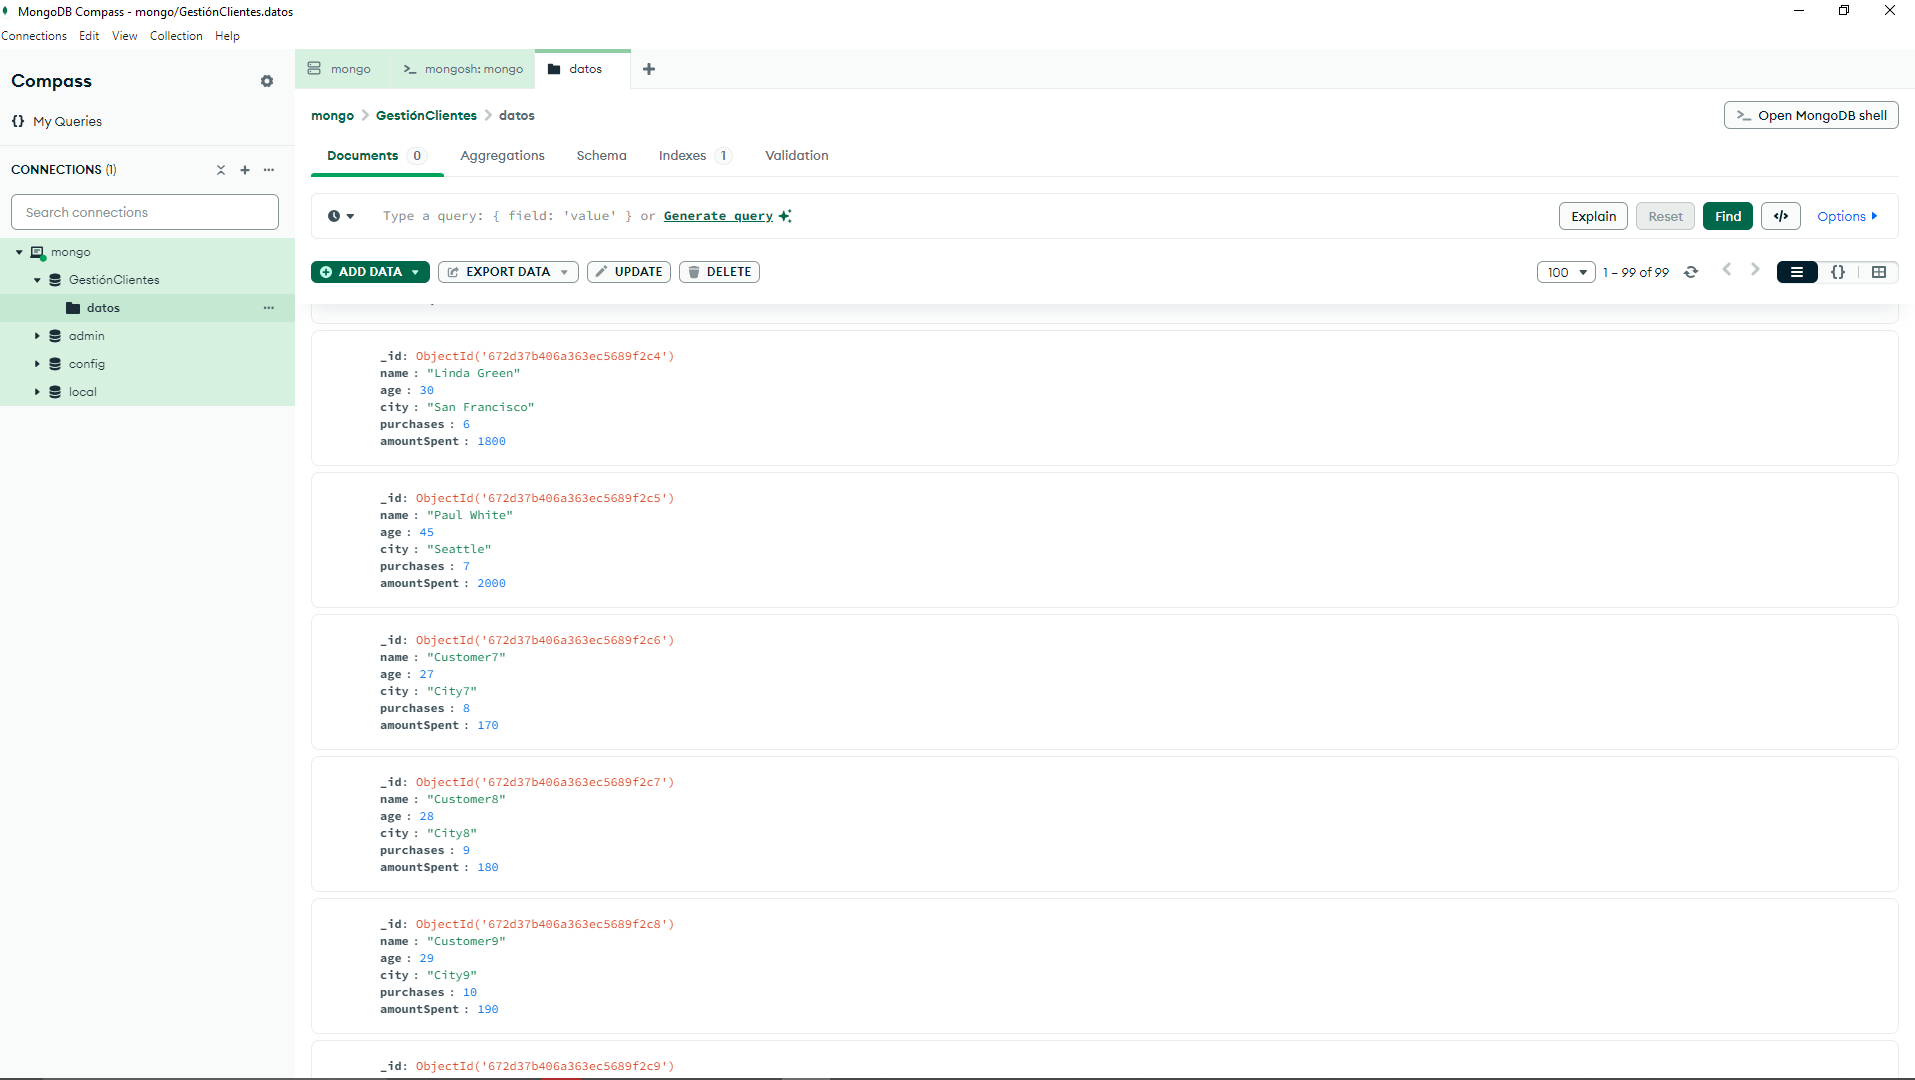 MongoDB Compass - mongo/GestiónClientes.datos
Connections Edit View Collection Help
Compass
{} My Queries
CONNECTIONS (1)
Search connections
mongo
GestiónClientes
datos
admin
config
local
mongo >_ mongosh: mongo datos
mongo > GestiónClientes > datos
>_ Open MongoDB shell
Documents 0 Aggregations Schema Indexes 1 Validation
Type a query: { field: 'value' } or Generate query
Explain Reset Find </> Options
ADD DATA EXPORT DATA UPDATE DELETE
100 1 – 99 of 99 {}
_id: ObjectId('672d37b406a363ec5689f2c4')
name : "Linda Green"
age : 30
city : "San Francisco"
purchases : 6
amountSpent : 1800
_id: ObjectId('672d37b406a363ec5689f2c5')
name : "Paul White"
age : 45
city : "Seattle"
purchases : 7
amountSpent : 2000
_id: ObjectId('672d37b406a363ec5689f2c6')
name : "Customer7"
age : 27
city : "City7"
purchases : 8
amountSpent : 170
_id: ObjectId('672d37b406a363ec5689f2c7')
name : "Customer8"
age : 28
city : "City8"
purchases : 9
amountSpent : 180
_id: ObjectId('672d37b406a363ec5689f2c8')
name : "Customer9"
age : 29
city : "City9"
purchases : 10
amountSpent : 190
_id: ObjectId('672d37b406a363ec5689f2c9')